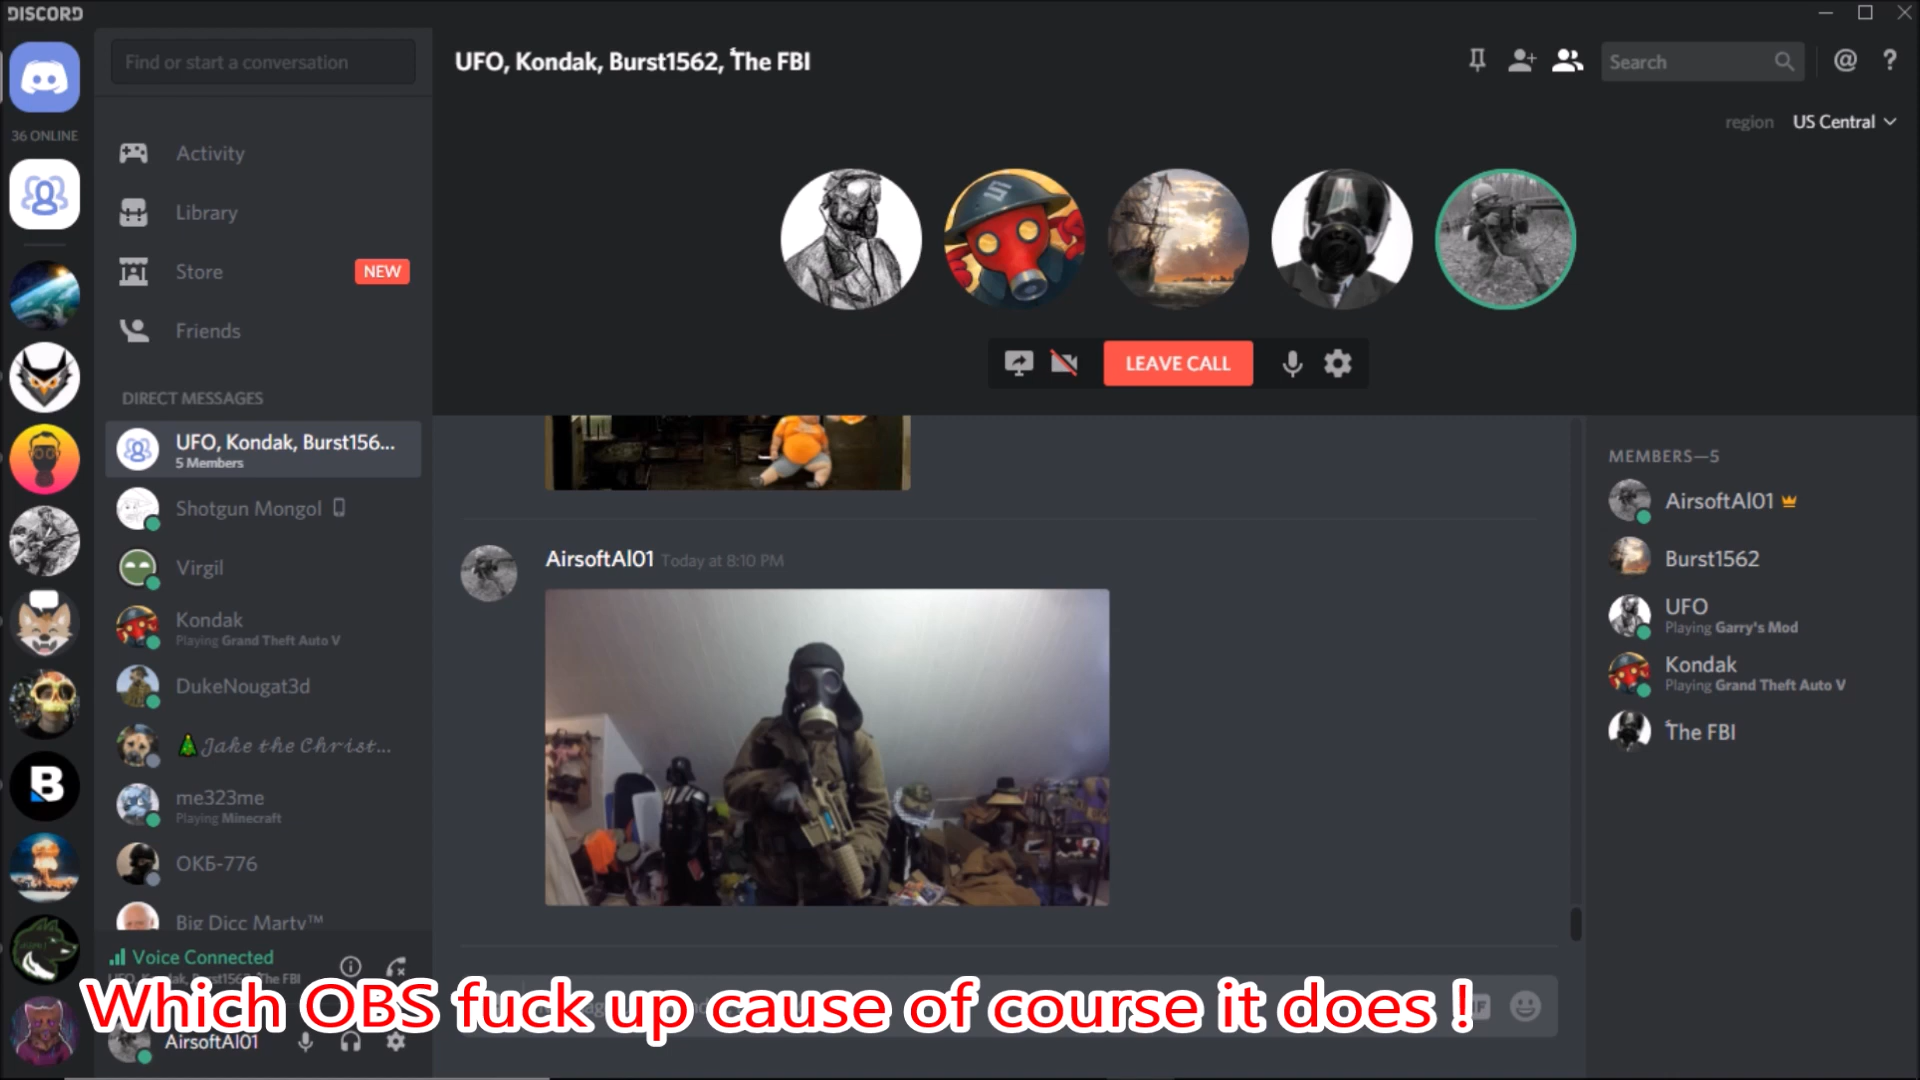 DISCORD
Find or start a conversation
36 ONLINE
Activity
Library
Store
NEW
Friends
DIRECT MESSAGES
UFO, Kondak, Burst156...
5 Members
Shotgun Mongol
Virgil
Kondak
Playing Grand Theft Auto V
DukeNougat3d
🎄Jake the Christ...
me323me
Playing Minecraft
ОКБ-776
Big Dicc Marty™
Voice Connected
AirsoftAl01
UFO, Kondak, Burst1562, The FBI
Search
region US Central
LEAVE CALL
AirsoftAl01 Today at 8:10 PM
MEMBERS—5
AirsoftAl01
Burst1562
UFO
Playing Garry's Mod
Kondak
Playing Grand Theft Auto V
The FBI
Which OBS fuck up cause of course it does !